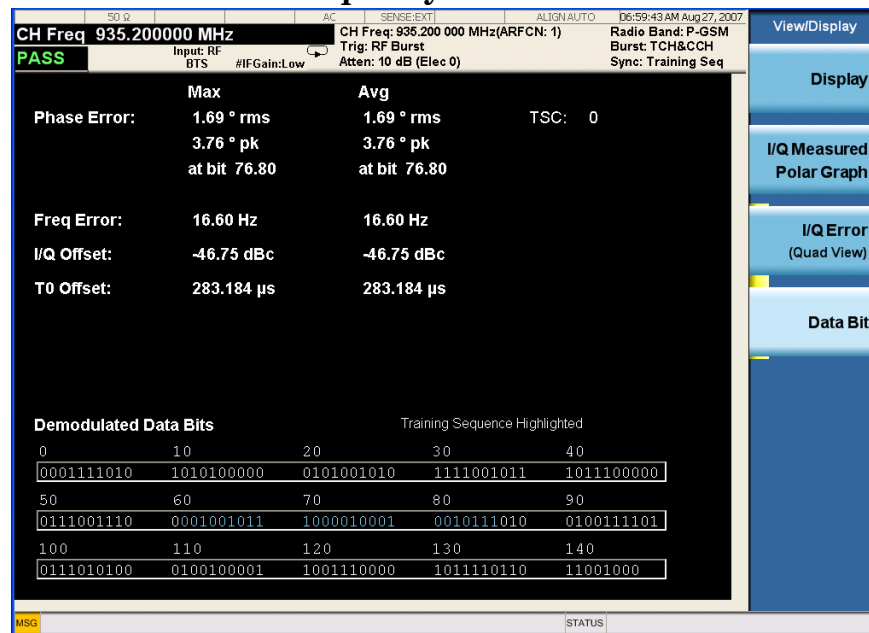 50 Ω AC SENSE:EXT ALIGN AUTO 06:59:43 AM Aug 27, 2007
CH Freq 935.200000 MHz
CH Freq: 935.200 000 MHz(ARFCN: 1)
Radio Band: P-GSM
PASS
Input: RF
Trig: RF Burst
Burst: TCH&CCH
BTS #IFGain:Low
Atten: 10 dB (Elec 0)
Sync: Training Seq
View/Display
Display
I/Q Measured
Polar Graph
I/Q Error
(Quad View)
Data Bit
Max Avg
Phase Error: 1.69 ° rms 1.69 ° rms TSC: 0
3.76 ° pk 3.76 ° pk
at bit 76.80 at bit 76.80
Freq Error: 16.60 Hz 16.60 Hz
I/Q Offset: -46.75 dBc -46.75 dBc
T0 Offset: 283.184 µs 283.184 µs
Demodulated Data Bits Training Sequence Highlighted
0 10 20 30 40
0001111010 1010100000 0101001010 1111001011 1011100000
50 60 70 80 90
0111001110 0001001011 1000010001 0010111010 0100111101
100 110 120 130 140
0111010100 0100100001 1001110000 1011110110 11001000
MSG STATUS